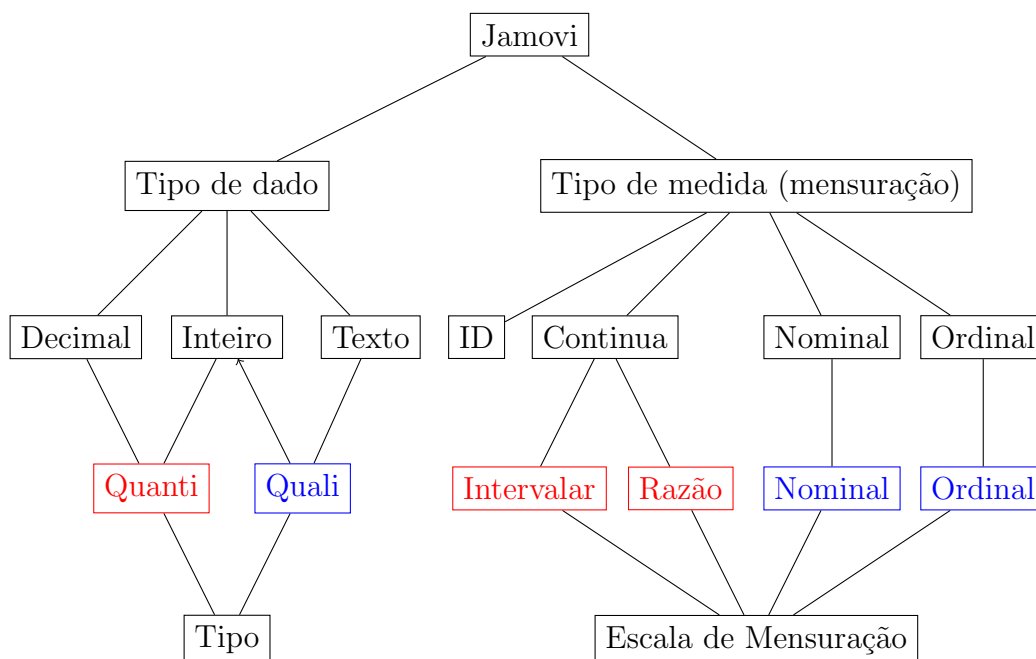 Jamovi
Tipo de dado
Tipo de medida (mensuração)
Decimal
Inteiro
Texto
ID
Continua
Nominal
Ordinal
Quanti
Quali
Intervalar
Razão
Nominal
Ordinal
Tipo
Escala de Mensuração